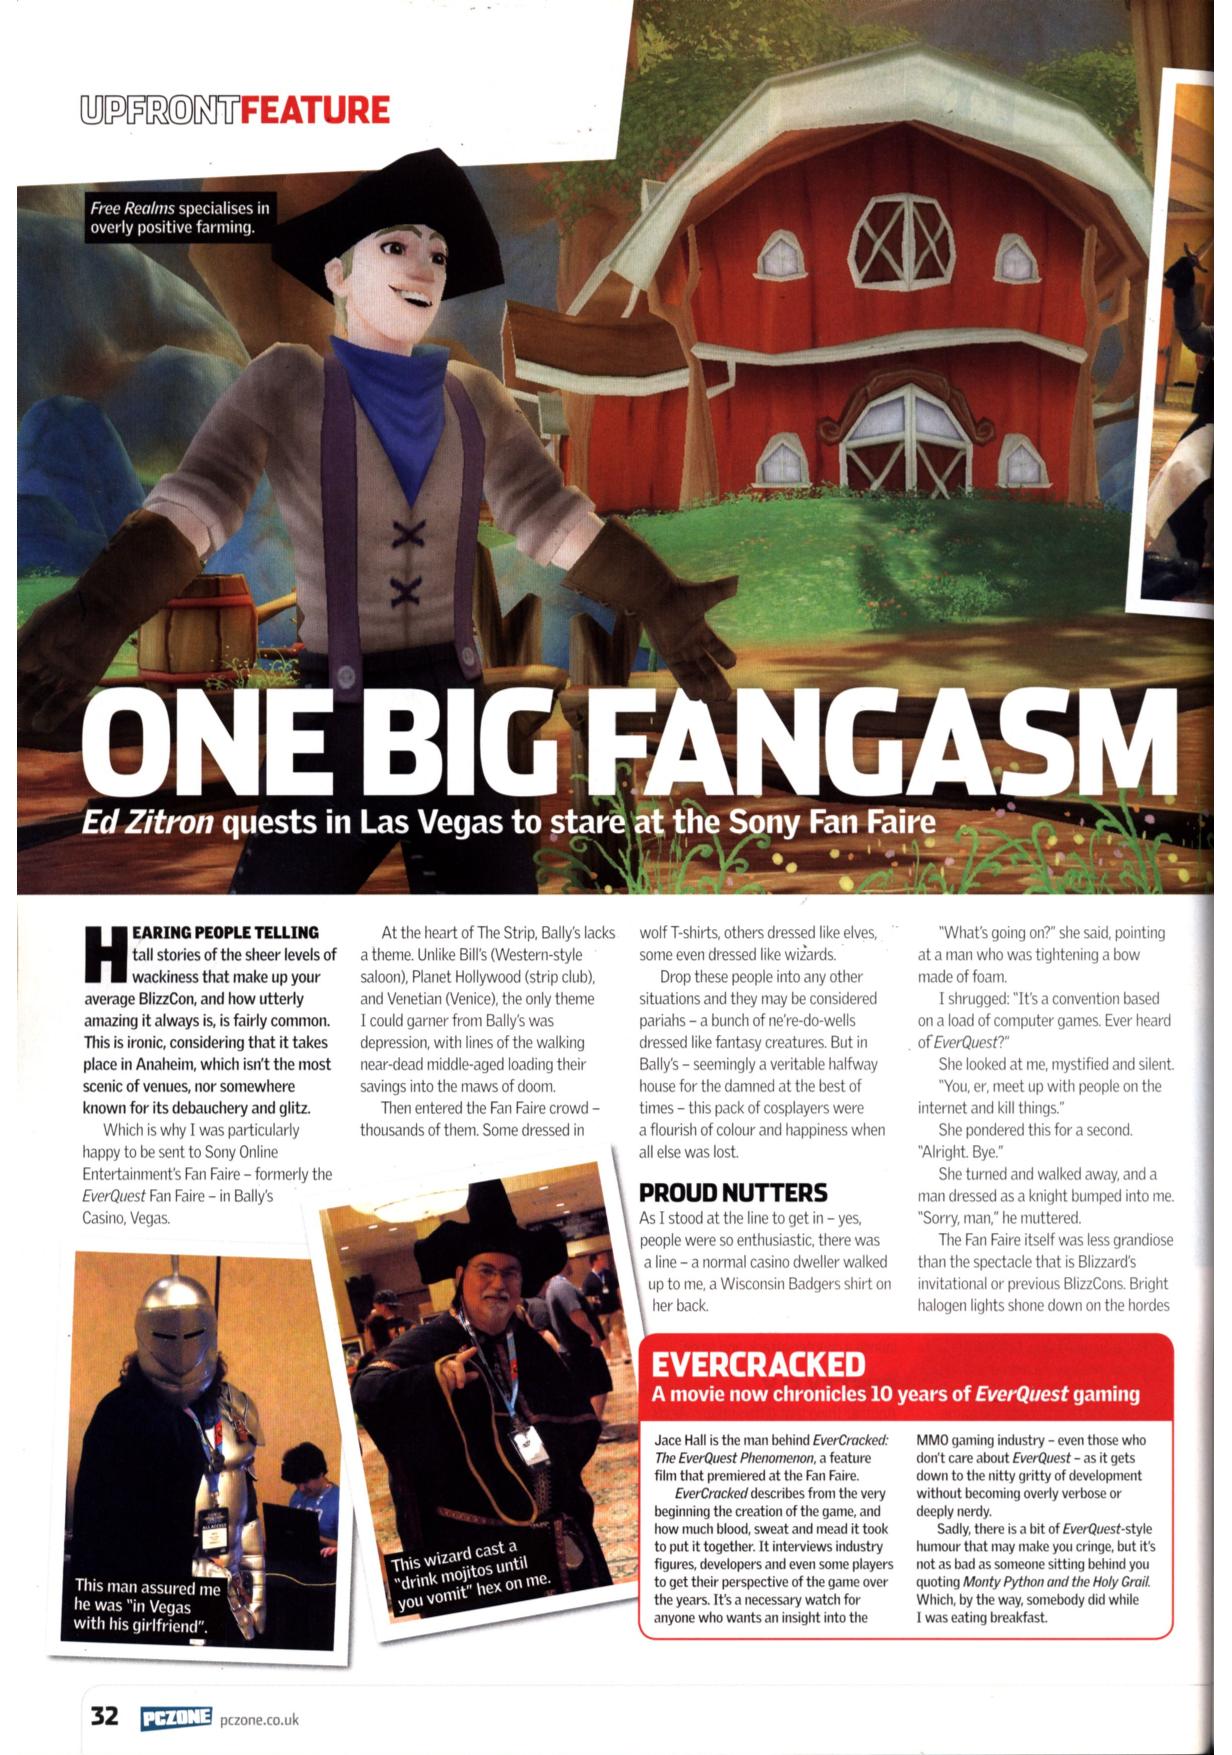 UPFRONTFEATURE
Free Realms specialises in
overly positive farming.
ONE BIG FANGASM
Ed Zitron quests in Las Vegas to stare at the Sony Fan Faire
HEARING PEOPLE TELLING
tall stories of the sheer levels of
wackiness that make up your
average BlizzCon, and how utterly
amazing it always is, is fairly common.
This is ironic, considering that it takes
place in Anaheim, which isn't the most
scenic of venues, nor somewhere
known for its debauchery and glitz.
Which is why I was particularly
happy to be sent to Sony Online
Entertainment's Fan Faire – formerly the
EverQuest Fan Faire – in Bally's
Casino, Vegas.
At the heart of The Strip, Bally's lacks
a theme. Unlike Bill's (Western-style
saloon), Planet Hollywood (strip club),
and Venetian (Venice), the only theme
I could garner from Bally's was
depression, with lines of the walking
near-dead middle-aged loading their
savings into the maws of doom.
Then entered the Fan Faire crowd –
thousands of them. Some dressed in
wolf T-shirts, others dressed like elves,
some even dressed like wizards.
Drop these people into any other
situations and they may be considered
pariahs – a bunch of ne're-do-wells
dressed like fantasy creatures. But in
Bally's – seemingly a veritable halfway
house for the damned at the best of
times – this pack of cosplayers were
a flourish of colour and happiness when
all else was lost.
PROUD NUTTERS
As I stood at the line to get in – yes,
people were so enthusiastic, there was
a line – a normal casino dweller walked
up to me, a Wisconsin Badgers shirt on
her back.
"What's going on?" she said, pointing
at a man who was tightening a bow
made of foam.
I shrugged: "It's a convention based
on a load of computer games. Ever heard
of EverQuest?"
She looked at me, mystified and silent.
"You, er, meet up with people on the
internet and kill things."
She pondered this for a second.
"Alright. Bye."
She turned and walked away, and a
man dressed as a knight bumped into me.
"Sorry, man," he muttered.
The Fan Faire itself was less grandiose
than the spectacle that is Blizzard's
invitational or previous BlizzCons. Bright
halogen lights shone down on the hordes
This man assured me
he was "in Vegas
with his girlfriend".
This wizard cast a
"drink mojitos until
you vomit" hex on me.
EVERCRACKED
A movie now chronicles 10 years of EverQuest gaming
Jace Hall is the man behind EverCracked:
The EverQuest Phenomenon, a feature
film that premiered at the Fan Faire.
EverCracked describes from the very
beginning the creation of the game, and
how much blood, sweat and mead it took
to put it together. It interviews industry
figures, developers and even some players
to get their perspective of the game over
the years. It's a necessary watch for
anyone who wants an insight into the
MMO gaming industry – even those who
don't care about EverQuest – as it gets
down to the nitty gritty of development
without becoming overly verbose or
deeply nerdy.
Sadly, there is a bit of EverQuest-style
humour that may make you cringe, but it's
not as bad as someone sitting behind you
quoting Monty Python and the Holy Grail.
Which, by the way, somebody did while
I was eating breakfast.
32 PCZONE pczone.co.uk